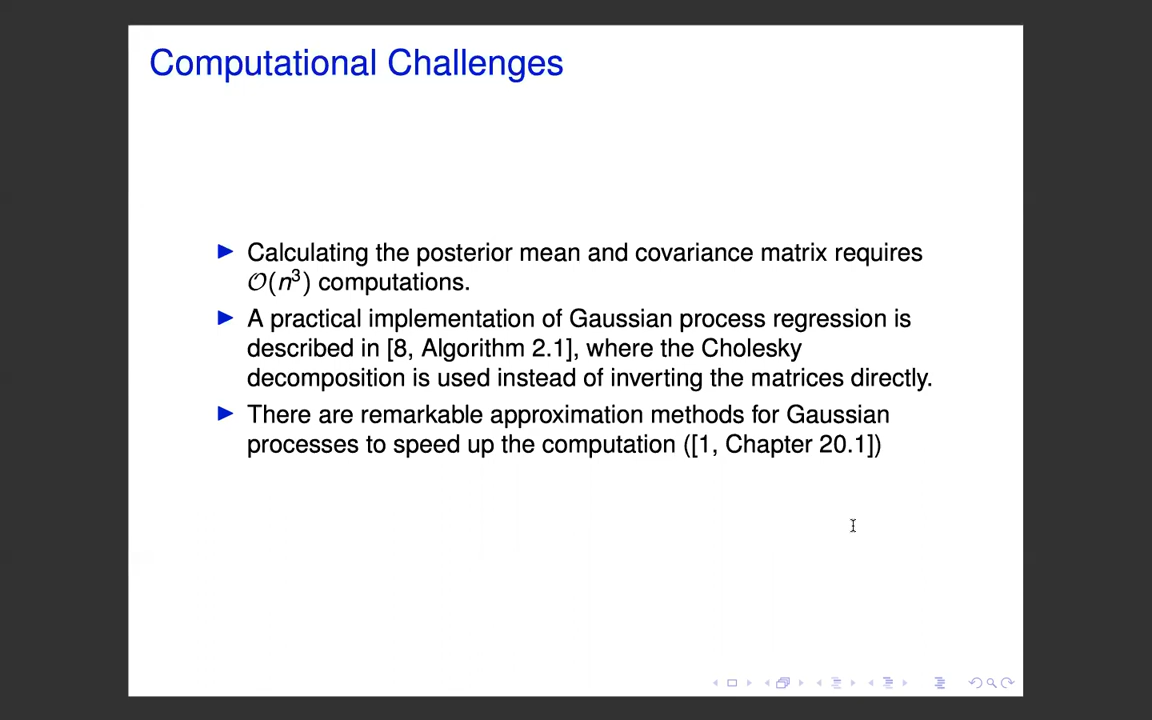 Computational Challenges
▶ Calculating the posterior mean and covariance matrix requires
𝒪(n³) computations.
▶ A practical implementation of Gaussian process regression is
described in [8, Algorithm 2.1], where the Cholesky
decomposition is used instead of inverting the matrices directly.
▶ There are remarkable approximation methods for Gaussian
processes to speed up the computation ([1, Chapter 20.1])